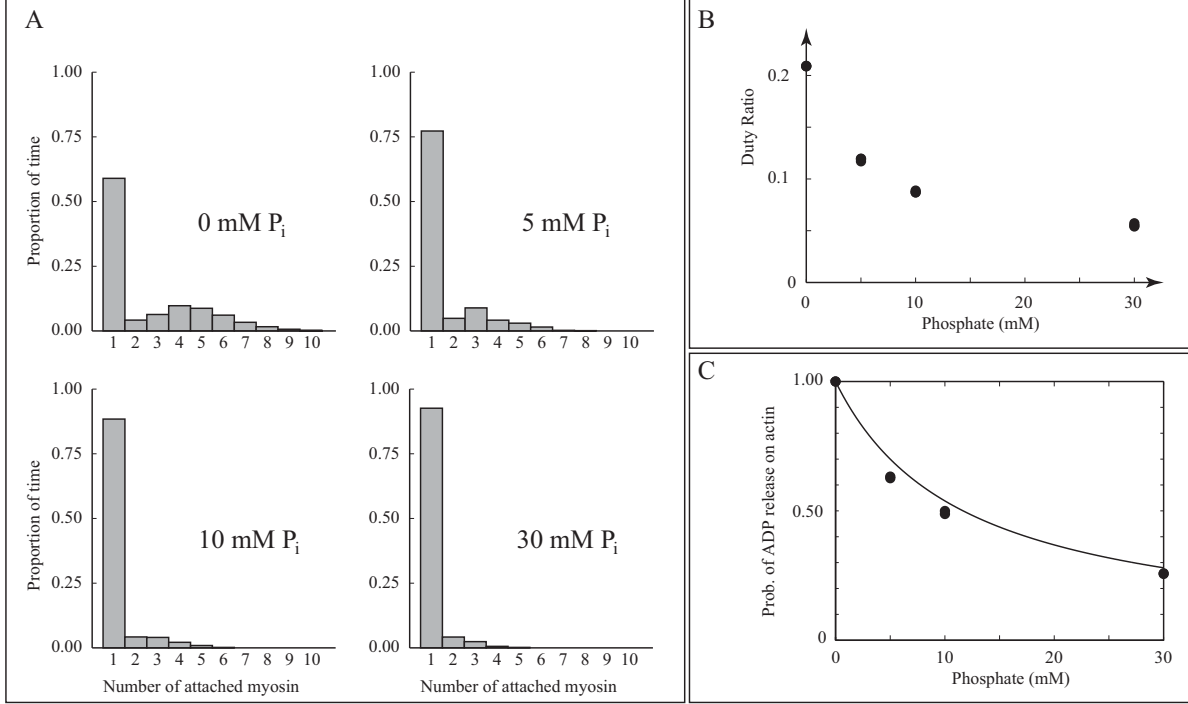 A
1.00
0.75
0.50
0.25
0.00
Proportion of time
0 mM Pi
1 2 3 4 5 6 7 8 9 10
1.00
0.75
0.50
0.25
0.00
5 mM Pi
1 2 3 4 5 6 7 8 9 10
1.00
0.75
0.50
0.25
0.00
Proportion of time
10 mM Pi
1 2 3 4 5 6 7 8 9 10
Number of attached myosin
1.00
0.75
0.50
0.25
0.00
30 mM Pi
1 2 3 4 5 6 7 8 9 10
Number of attached myosin
B
0.2
0.1
0
Duty Ratio
0 10 20 30
Phosphate (mM)
C
1.00
0.50
0
Prob. of ADP release on actin
0 10 20 30
Phosphate (mM)